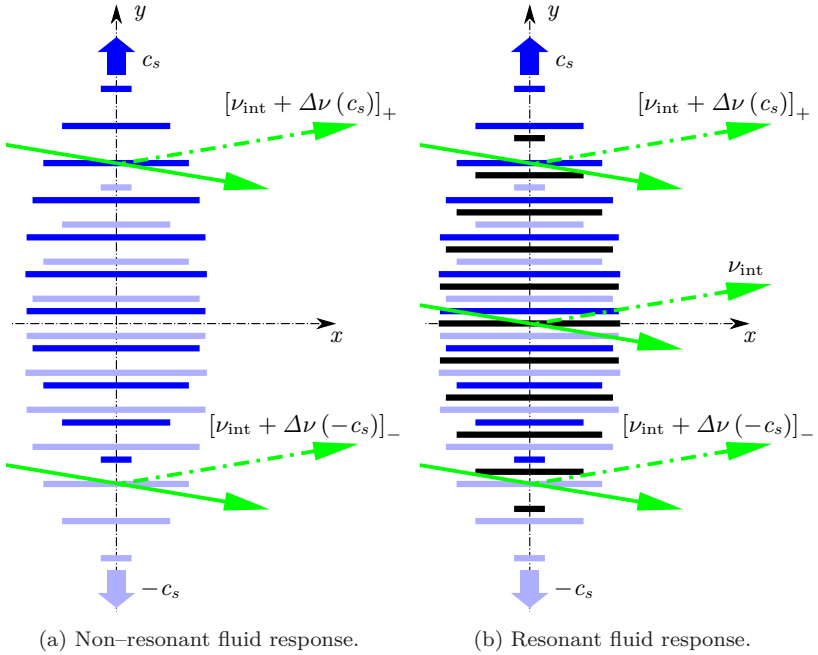 y
c_s
[ν_int + Δν (c_s)]_+
x
[ν_int + Δν (−c_s)]_−
−c_s
(a) Non–resonant fluid response.
y
c_s
[ν_int + Δν (c_s)]_+
ν_int
x
[ν_int + Δν (−c_s)]_−
−c_s
(b) Resonant fluid response.